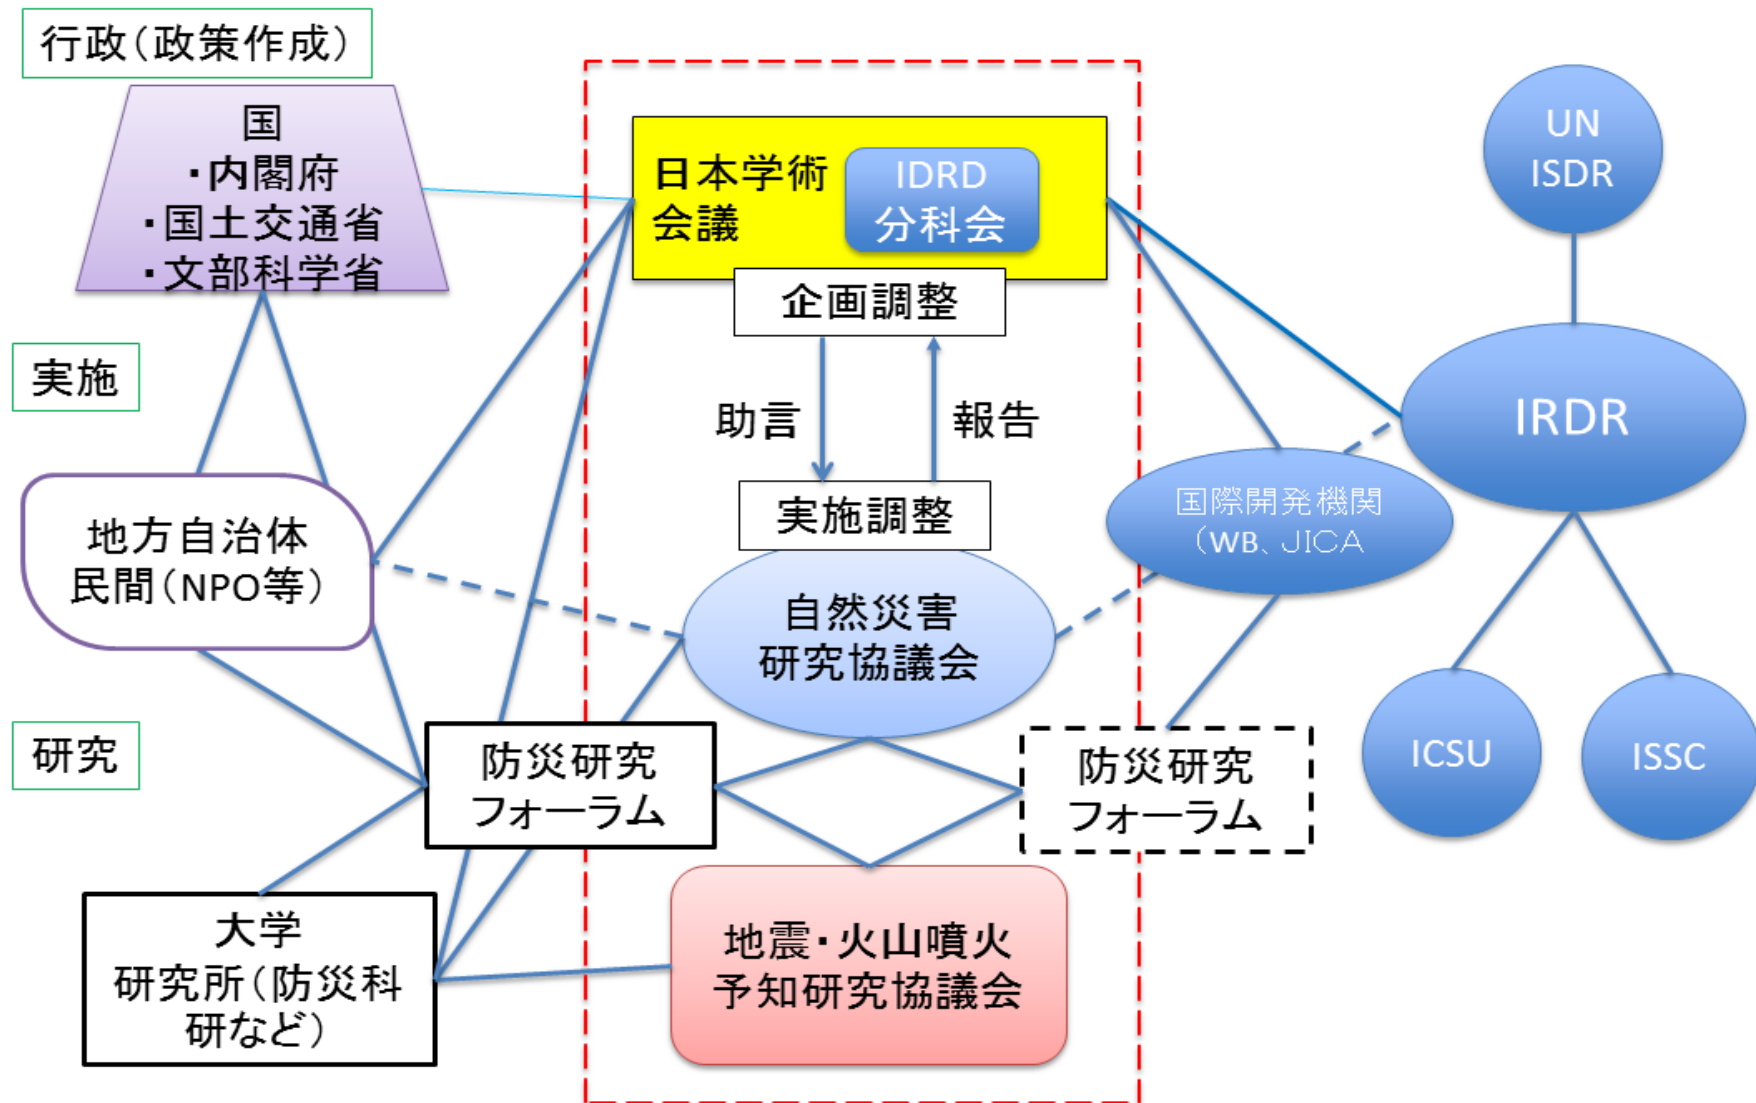 行政（政策作成）
国
・内閣府
・国土交通省
・文部科学省
実施
地方自治体
民間（NPO等）
研究
大学
研究所（防災科
研など）
日本学術
会議
IDRD
分科会
企画調整
助言
報告
実施調整
自然災害
研究協議会
防災研究
フォーラム
防災研究
フォーラム
地震・火山噴火
予知研究協議会
国際開発機関
（WB、JICA
UN
ISDR
IRDR
ICSU
ISSC